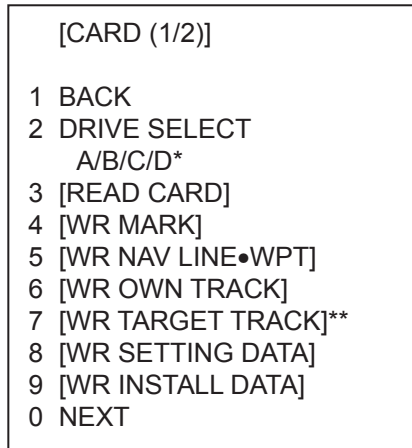 [CARD (1/2)]
1 BACK
2 DRIVE SELECT
A/B/C/D*
3 [READ CARD]
4 [WR MARK]
5 [WR NAV LINE•WPT]
6 [WR OWN TRACK]
7 [WR TARGET TRACK]**
8 [WR SETTING DATA]
9 [WR INSTALL DATA]
0 NEXT